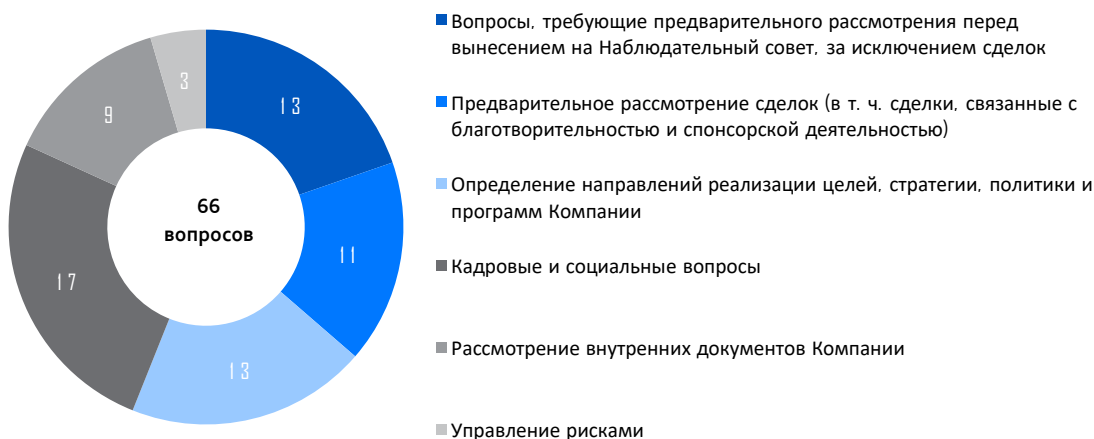 Вопросы, требующие предварительного рассмотрения перед
вынесением на Наблюдательный совет, за исключением сделок
Предварительное рассмотрение сделок (в т. ч. сделки, связанные с
благотворительностью и спонсорской деятельностью)
Определение направлений реализации целей, стратегии, политики и
программ Компании
Кадровые и социальные вопросы
Рассмотрение внутренних документов Компании
Управление рисками
3
13
9
66
вопросов
11
17
13